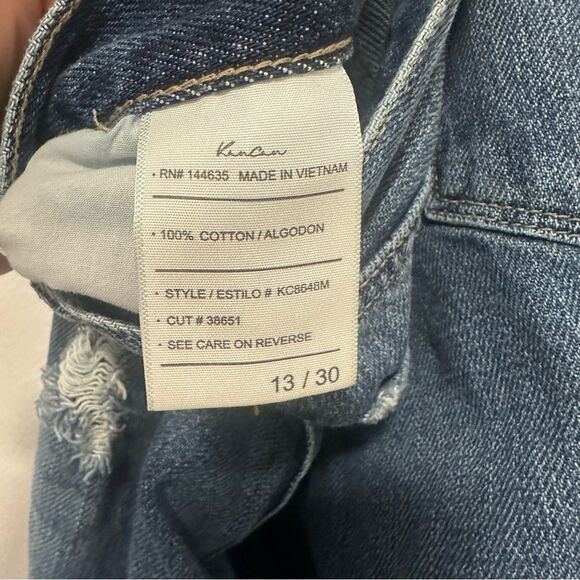 KanCan
• RN# 144635 MADE IN VIETNAM
• 100% COTTON / ALGODON
• STYLE / ESTILO # KC8648M
• CUT # 38651
• SEE CARE ON REVERSE
13 / 30